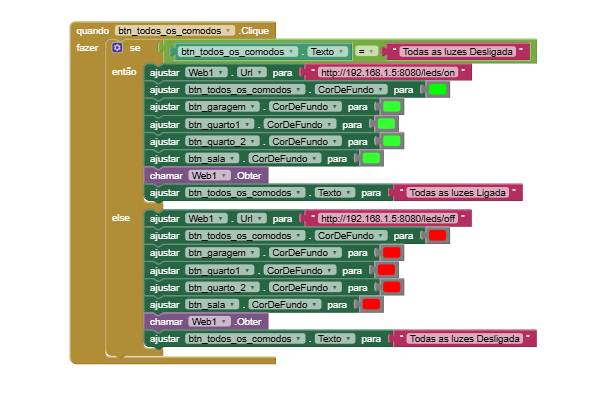 quando btn_todos_os_comodos .Clique
fazer se btn_todos_os_comodos . Texto = " Todas as luzes Desligada "
então ajustar Web1 . Url para " http://192.168.1.5:8080/leds/on "
ajustar btn_todos_os_comodos . CorDeFundo para
ajustar btn_garagem . CorDeFundo para
ajustar btn_quarto1 . CorDeFundo para
ajustar btn_quarto_2 . CorDeFundo para
ajustar btn_sala . CorDeFundo para
chamar Web1 .Obter
ajustar btn_todos_os_comodos . Texto para " Todas as luzes Ligada "
else ajustar Web1 . Url para " http://192.168.1.5:8080/leds/off "
ajustar btn_todos_os_comodos . CorDeFundo para
ajustar btn_garagem . CorDeFundo para
ajustar btn_quarto1 . CorDeFundo para
ajustar btn_quarto_2 . CorDeFundo para
ajustar btn_sala . CorDeFundo para
chamar Web1 .Obter
ajustar btn_todos_os_comodos . Texto para " Todas as luzes Desligada "